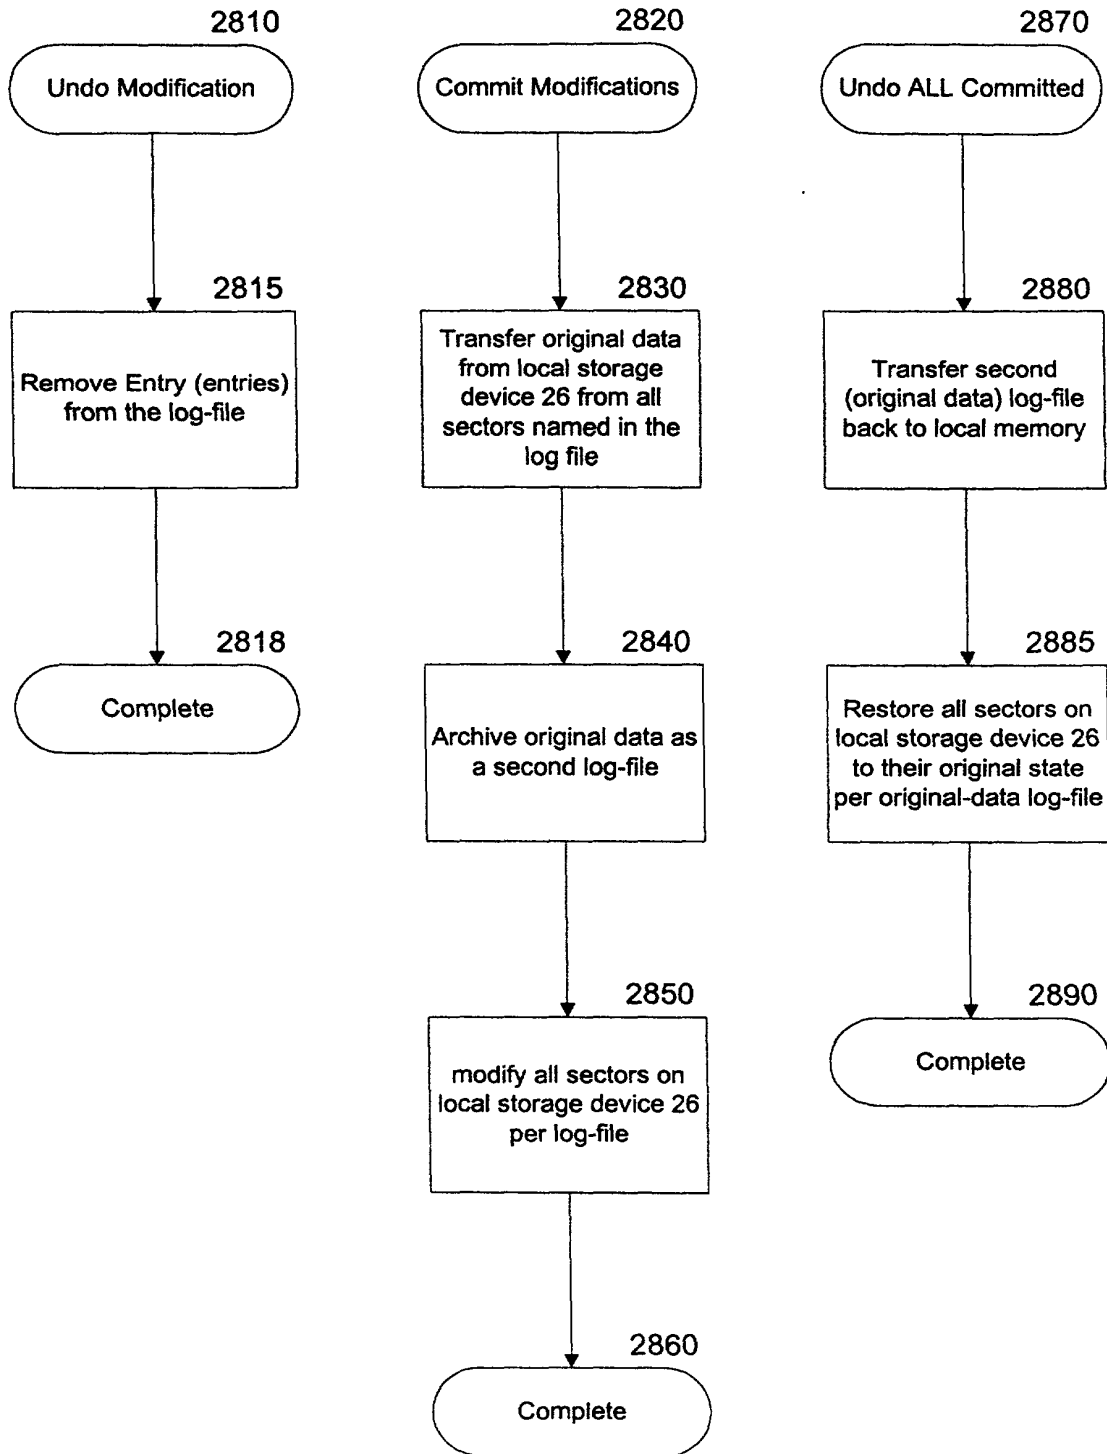 2810
Undo Modification
2815
Remove Entry (entries)
from the log-file
2818
Complete
2820
Commit Modifications
2830
Transfer original data
from local storage
device 26 from all
sectors named in the
log file
2840
Archive original data as
a second log-file
2850
modify all sectors on
local storage device 26
per log-file
2860
Complete
2870
Undo ALL Committed
2880
Transfer second
(original data) log-file
back to local memory
2885
Restore all sectors on
local storage device 26
to their original state
per original-data log-file
2890
Complete